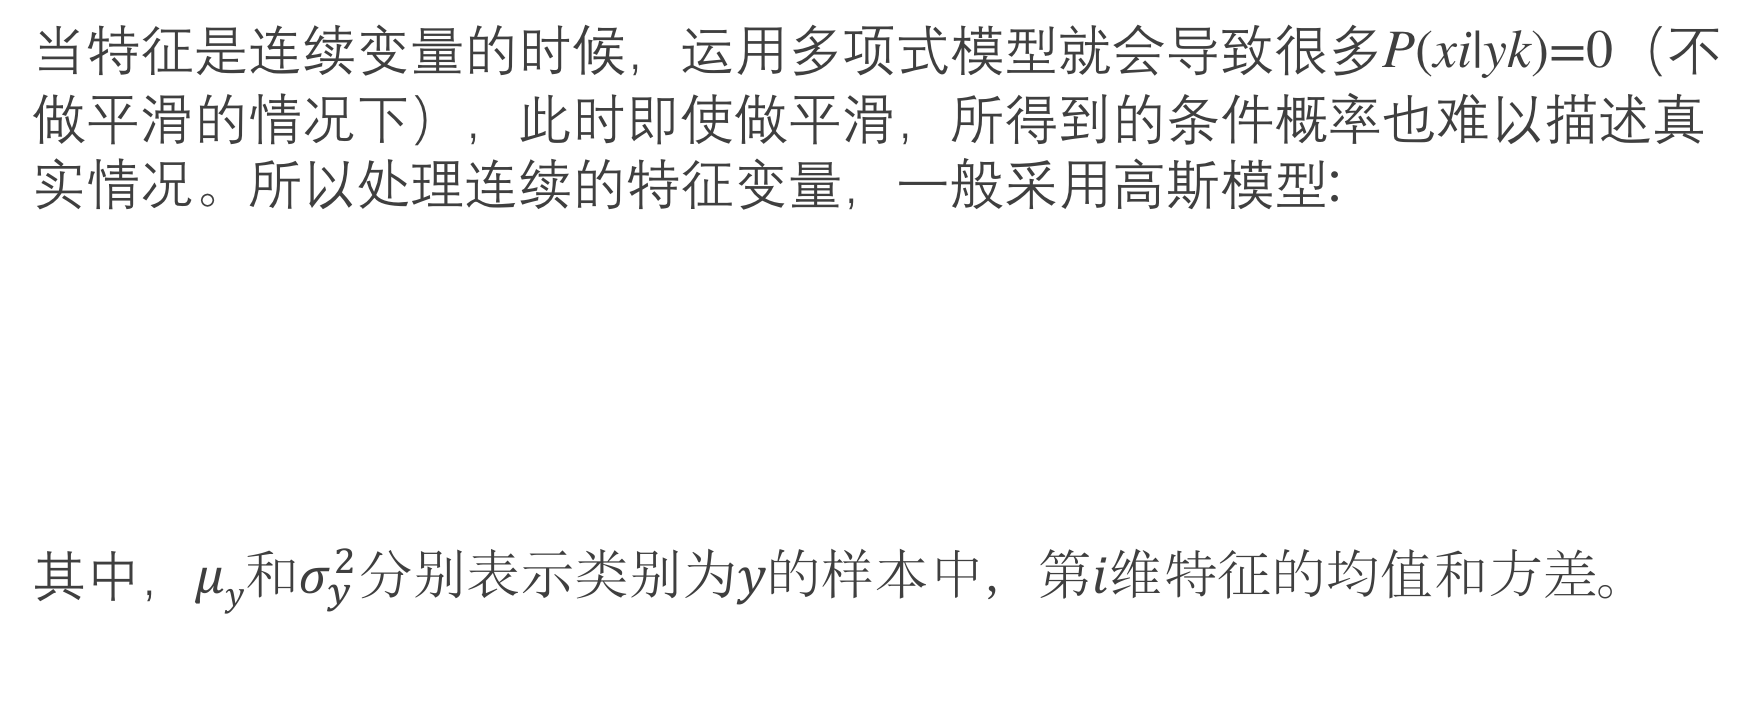 当特征是连续变量的时候，运用多项式模型就会导致很多P(xi|yk)=0（不
做平滑的情况下），此时即使做平滑，所得到的条件概率也难以描述真
实情况。所以处理连续的特征变量，一般采用高斯模型:
其中，μ_y和σ_y^2分别表示类别为y的样本中，第i维特征的均值和方差。